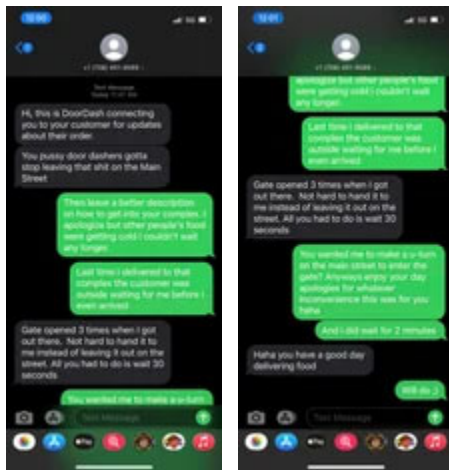 12:00
Text Message
Hi, this is DoorDash connecting
you to your customer for updates
about their order.
You pussy door dashers gotta
stop leaving that shit on the Main
Street
Then leave a better description
on how to get into your complex. I
apologize but other people's food
were getting cold I couldn't wait
any longer.
Last time I delivered to that
complex the customer was
outside waiting for me before I
even arrived
Gate opened 3 times when I got
out there. Not hard to hand it to
me instead of leaving it out on the
street. All you had to do is wait 30
seconds
You wanted me to make a u-turn
Text Message
Pay
12:01
apologize but other people's food
were getting cold I couldn't wait
any longer.
Last time I delivered to that
complex the customer was
outside waiting for me before I
even arrived
Gate opened 3 times when I got
out there. Not hard to hand it to
me instead of leaving it out on the
street. All you had to do is wait 30
seconds
You wanted me to make a u-turn
on the main street to enter the
gate? Anyways enjoy your day
apologies for whatever
inconvenience this was for you
haha
And I did wait for 2 minutes
Haha you have a good day
delivering food
Will do ;)
Text Message
Pay